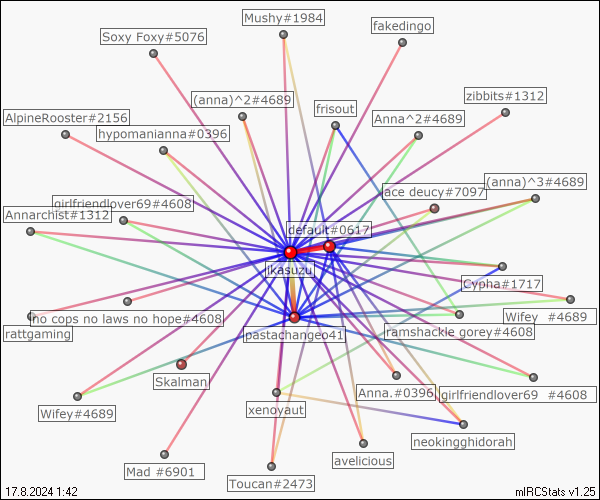 Mushy#1984
fakedingo
Soxy Foxy#5076
zibbits#1312
(anna)^2#4689
frisout
Anna^2#4689
AlpineRooster#2156
hypomanianna#0396
(anna)^3#4689
ace deucy#7097
girlfriendlover69#4608
Annarchist#1312
default#0617
ikasuzu
Cypha#1717
no cops no laws no hope#4608
Wifey #4689
rattgaming
pastachangeo41
ramshackle gorey#4608
Skalman
Anna.#0396
girlfriendlover69 #4608
Wifey#4689
xenoyaut
neokingghidorah
avelicious
Mad #6901
Toucan#2473
17.8.2024 1:42
mIRCStats v1.25